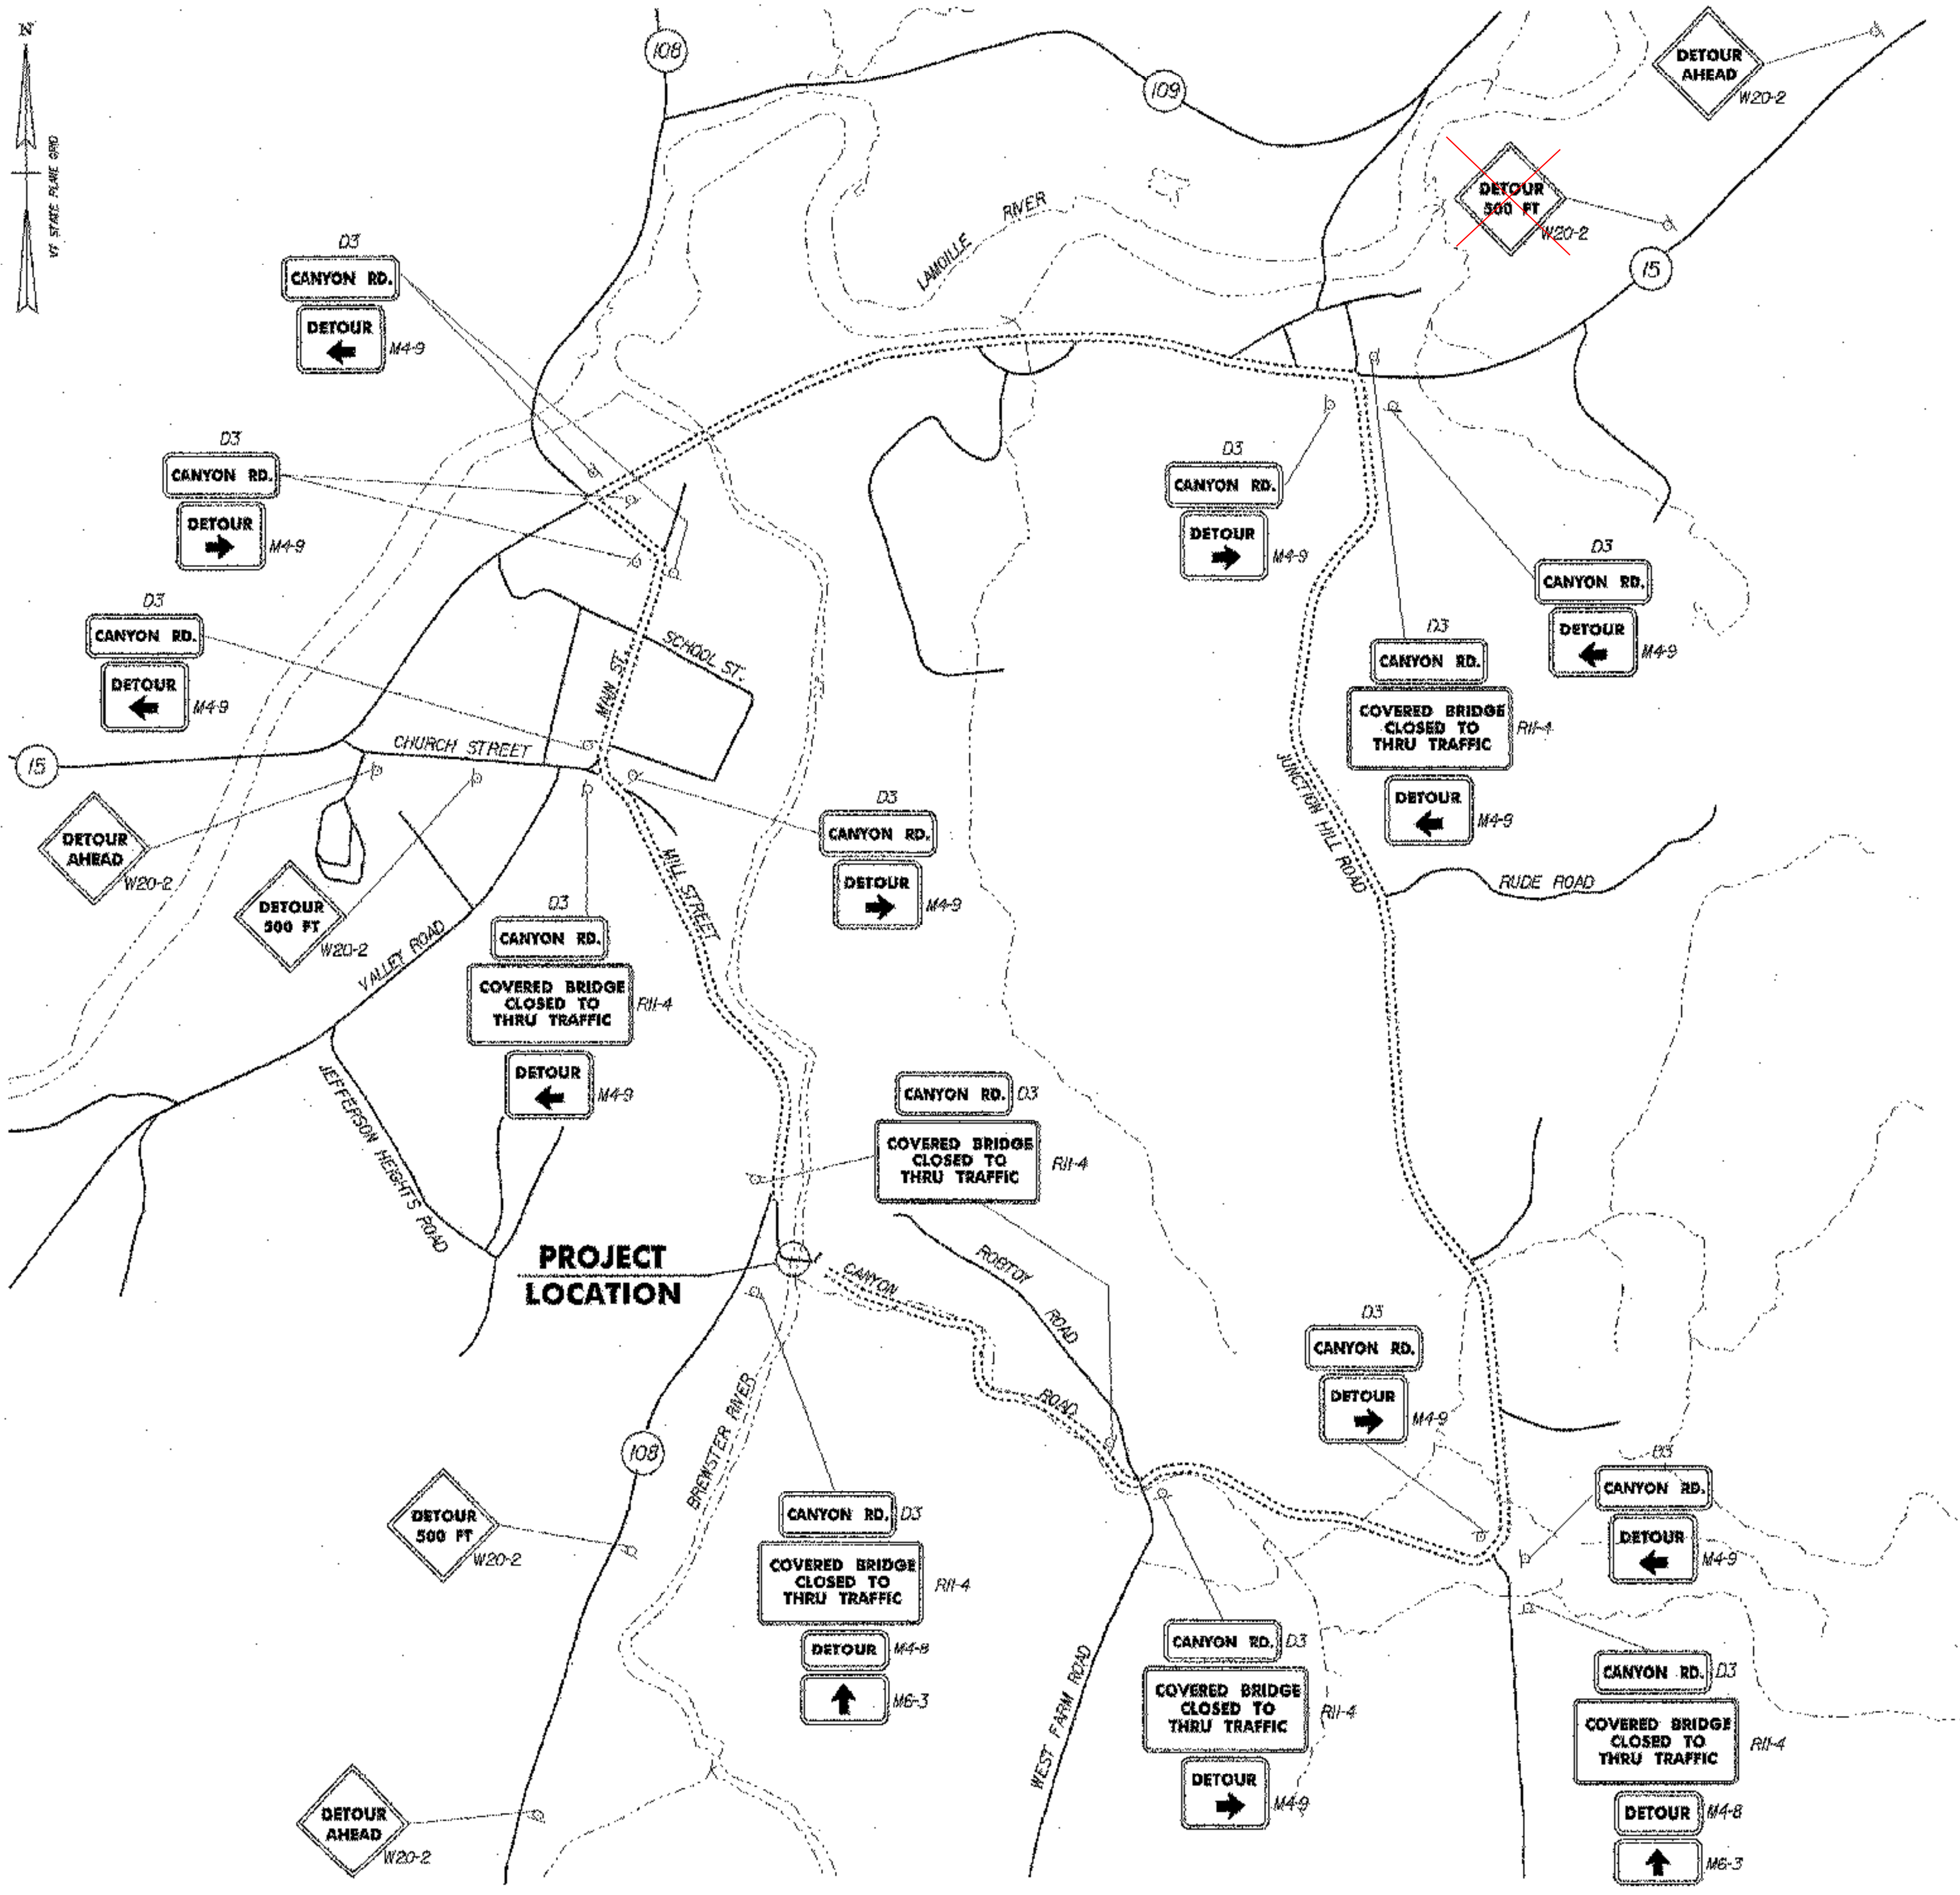 N
VT STATE PLANE GRID
108
109
DETOUR
AHEAD
W20-2
DETOUR
500 FT
W20-2
15
LAMOILLE RIVER
D3
CANYON RD.
DETOUR
M4-9
D3
CANYON RD.
DETOUR
M4-9
D3
CANYON RD.
DETOUR
M4-9
D3
CANYON RD.
DETOUR
M4-9
D3
CANYON RD.
DETOUR
M4-9
D3
CANYON RD.
COVERED BRIDGE
CLOSED TO
THRU TRAFFIC
R11-4
DETOUR
M4-9
SCHOOL ST.
MAIN ST.
CHURCH STREET
15
DETOUR
AHEAD
W20-2
DETOUR
500 FT
W20-2
VALLEY ROAD
MILL STREET
D3
CANYON RD.
DETOUR
M4-9
JUNCTION HILL ROAD
RUDE ROAD
D3
CANYON RD.
COVERED BRIDGE
CLOSED TO
THRU TRAFFIC
R11-4
DETOUR
M4-9
JEFFERSON HEIGHTS ROAD
CANYON RD. D3
COVERED BRIDGE
CLOSED TO
THRU TRAFFIC
R11-4
PROJECT
LOCATION
CANYON ROAD
ROBTOY ROAD
BREWSTER RIVER
108
D3
CANYON RD.
DETOUR
M4-9
D3
CANYON RD.
DETOUR
M4-9
DETOUR
500 FT
W20-2
CANYON RD. D3
COVERED BRIDGE
CLOSED TO
THRU TRAFFIC
R11-4
DETOUR M4-8
M6-3
WEST FARM ROAD
CANYON RD. D3
COVERED BRIDGE
CLOSED TO
THRU TRAFFIC
R11-4
DETOUR
M4-9
CANYON RD. D3
COVERED BRIDGE
CLOSED TO
THRU TRAFFIC
R11-4
DETOUR M4-8
M6-3
DETOUR
AHEAD
W20-2